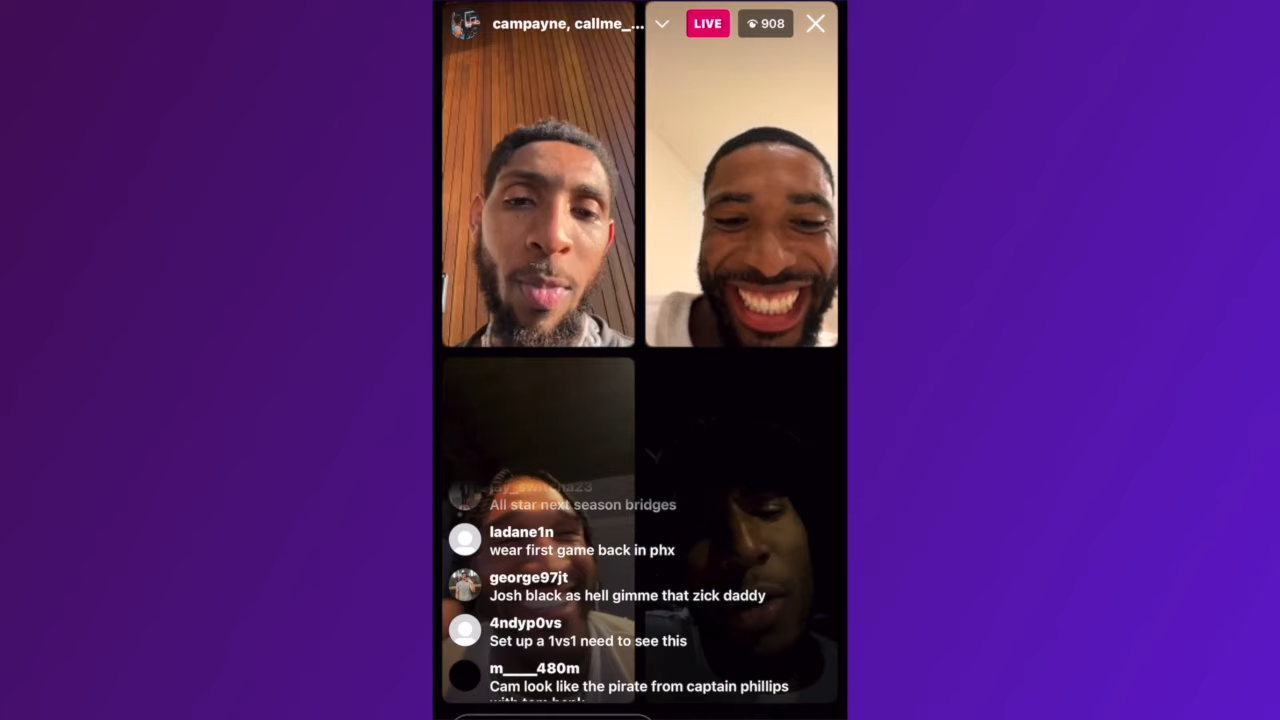 campayne, callme_...
LIVE
908
All star next season bridges
ladane1n
wear first game back in phx
george97jt
Josh black as hell gimme that zick daddy
4ndyp0vs
Set up a 1vs1 need to see this
m____480m
Cam look like the pirate from captain phillips